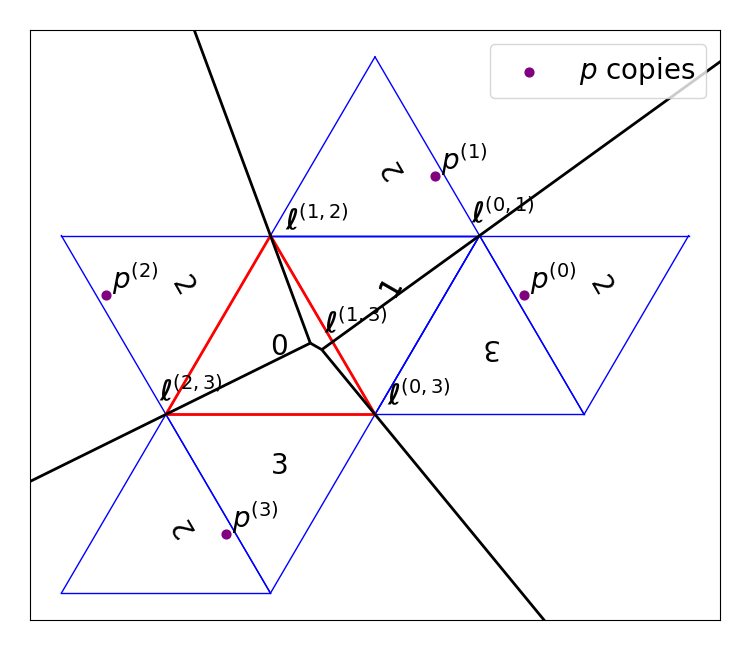 p copies
p^{(1)}
2
ℓ^{(0,1)}
ℓ^{(1,2)}
p^{(2)}
2
p^{(0)}
2
1
ℓ^{(1,3)}
0
3
ℓ^{(2,3)}
ℓ^{(0,3)}
3
p^{(3)}
2